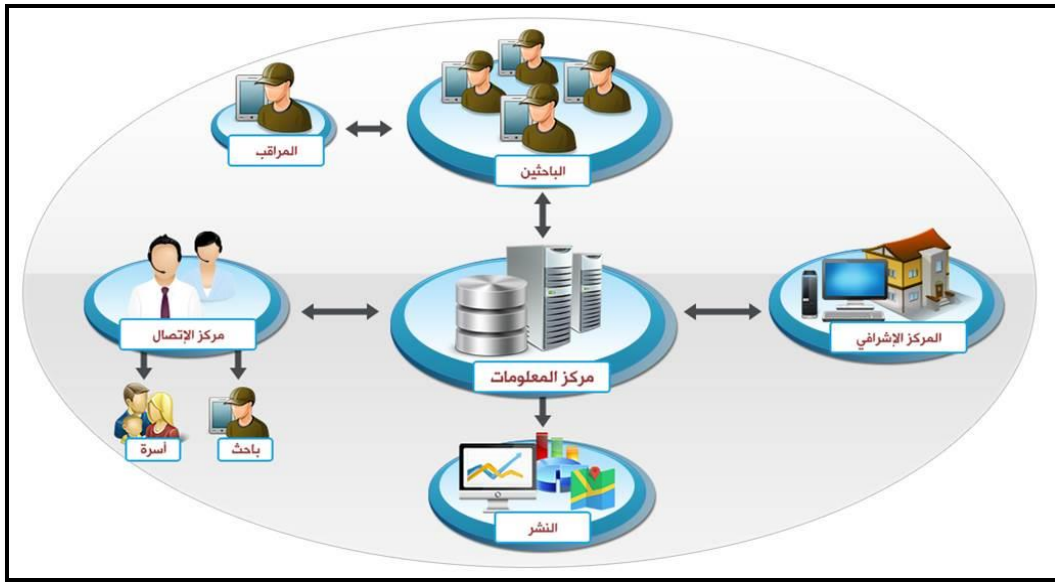 المراقب
الباحثين
مركز الإتصال
مركز المعلومات
المركز الإشرافي
باحث
أسرة
النشر